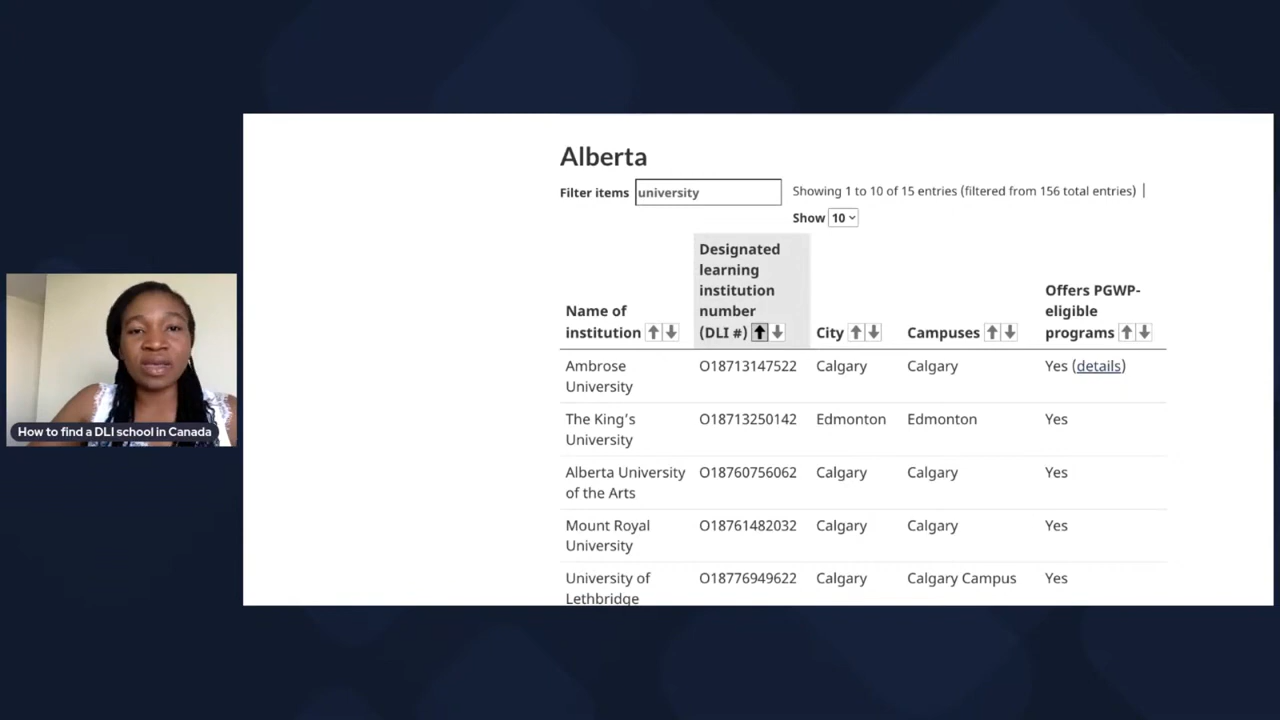 Alberta
Filter items university Showing 1 to 10 of 15 entries (filtered from 156 total entries) |
Show 10
Name of institution Designated learning institution number (DLI #) City Campuses Offers PGWP-eligible programs
Ambrose University O18713147522 Calgary Calgary Yes (details)
The King's University O18713250142 Edmonton Edmonton Yes
Alberta University of the Arts O18760756062 Calgary Calgary Yes
Mount Royal University O18761482032 Calgary Calgary Yes
University of Lethbridge O18776949622 Calgary Calgary Campus Yes
How to find a DLI school in Canada